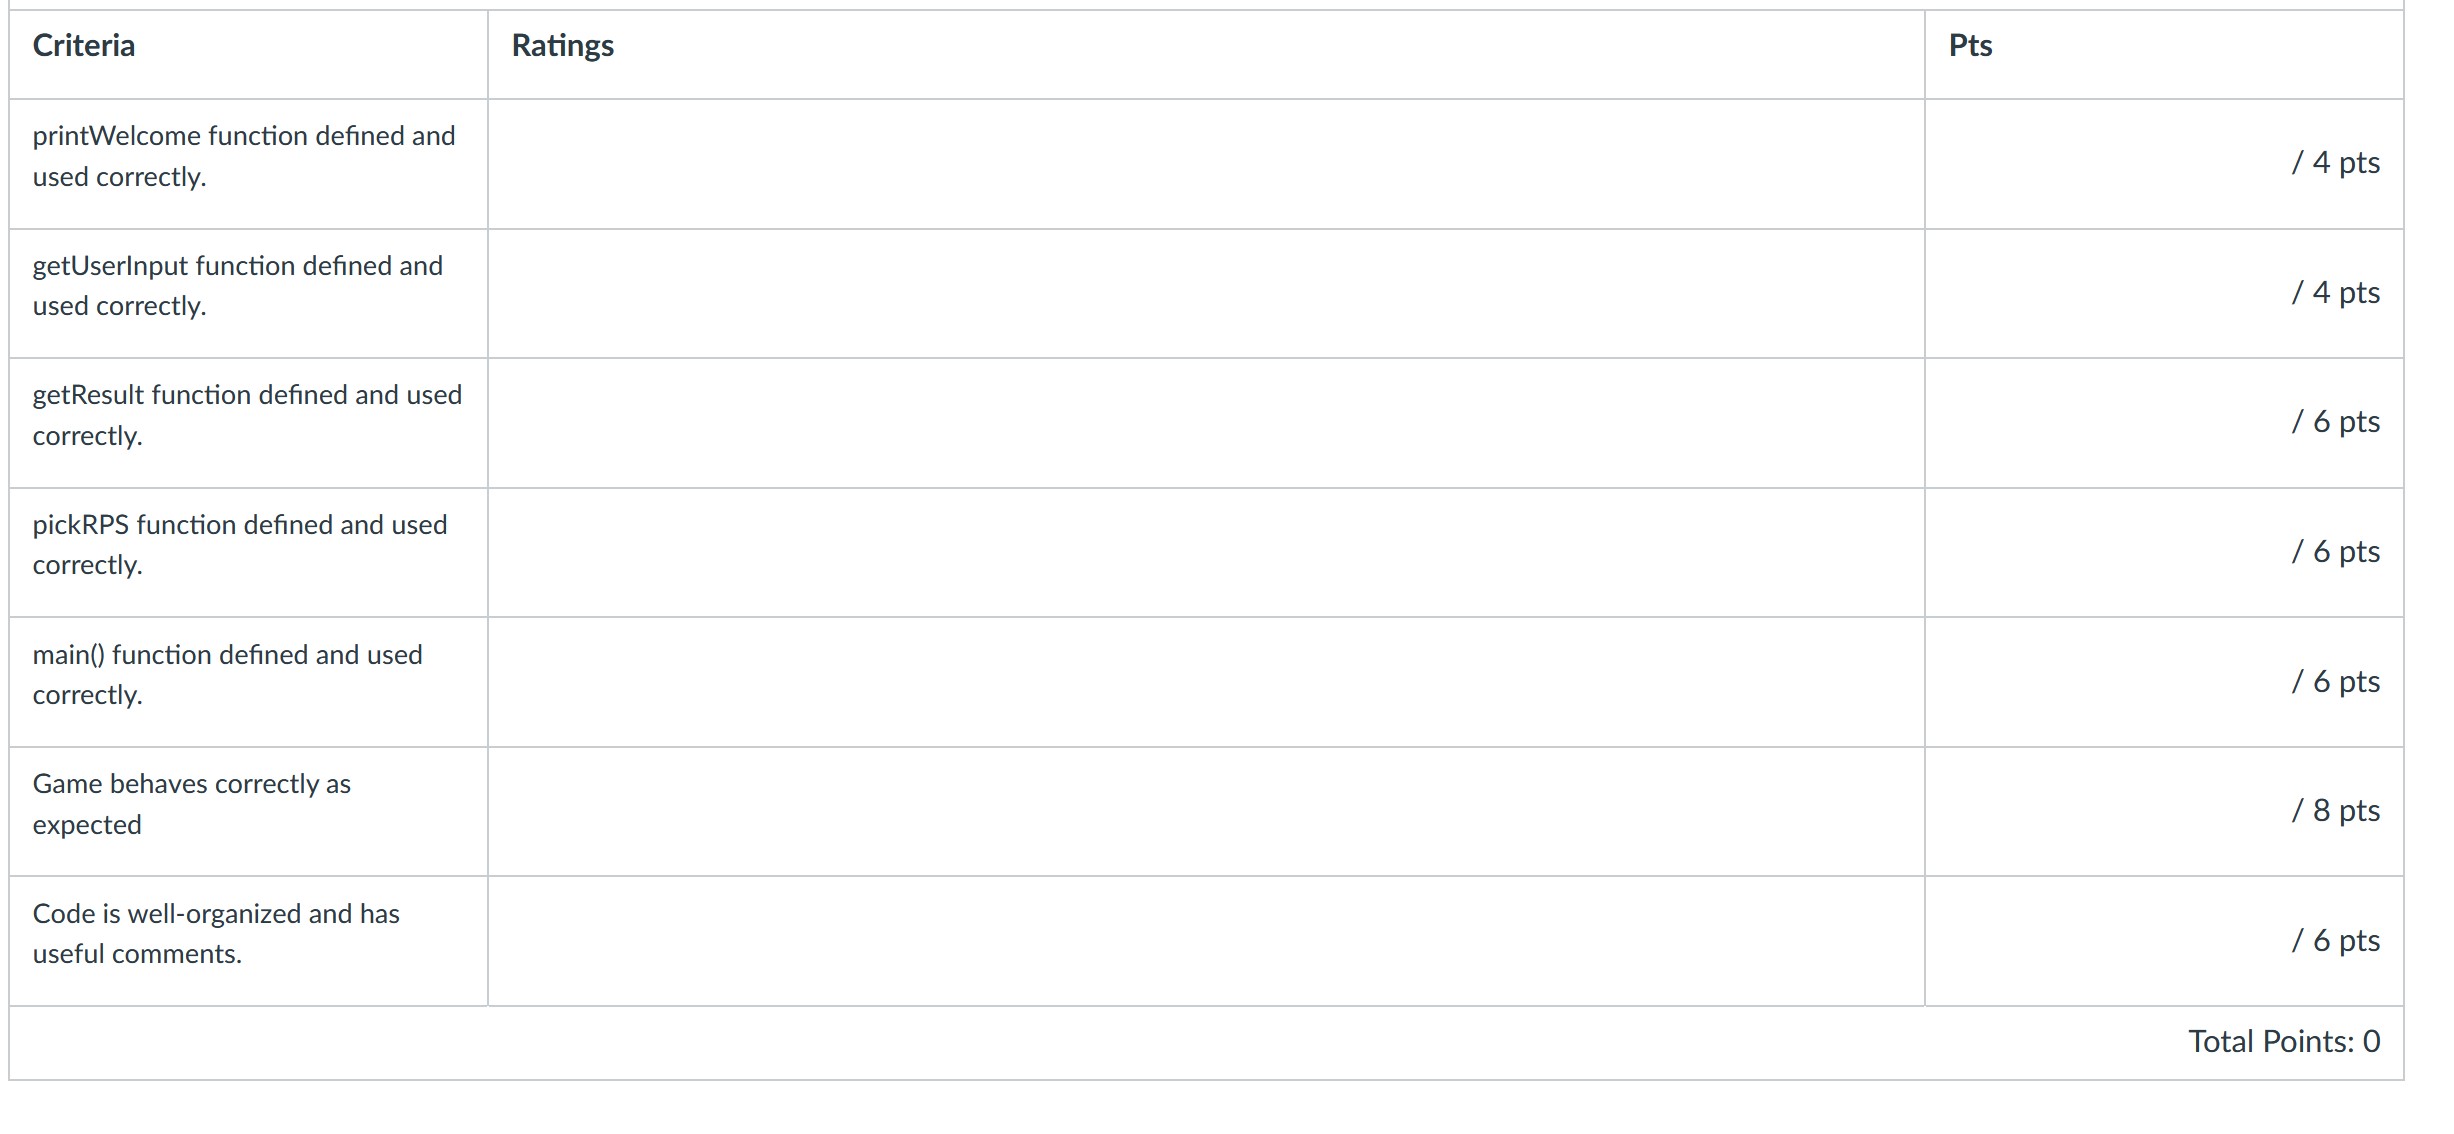 Criteria
Ratings
Pts
printWelcome function defined and
used correctly.
/ 4 pts
getUserInput function defined and
used correctly.
/ 4 pts
getResult function defined and used
correctly.
/ 6 pts
pickRPS function defined and used
correctly.
/ 6 pts
main() function defined and used
correctly.
/ 6 pts
Game behaves correctly as
expected
/ 8 pts
Code is well-organized and has
useful comments.
/ 6 pts
Total Points: 0